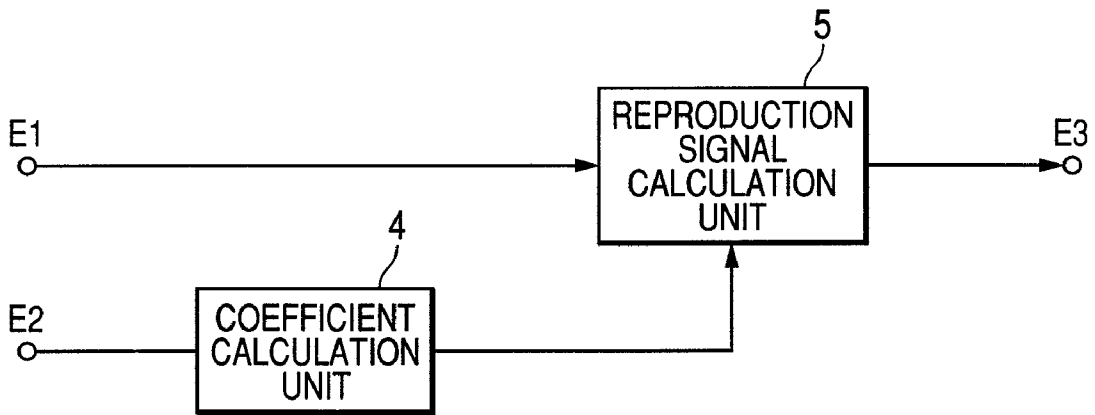 5
REPRODUCTION
SIGNAL
CALCULATION
UNIT
E1
E3
4
COEFFICIENT
CALCULATION
UNIT
E2